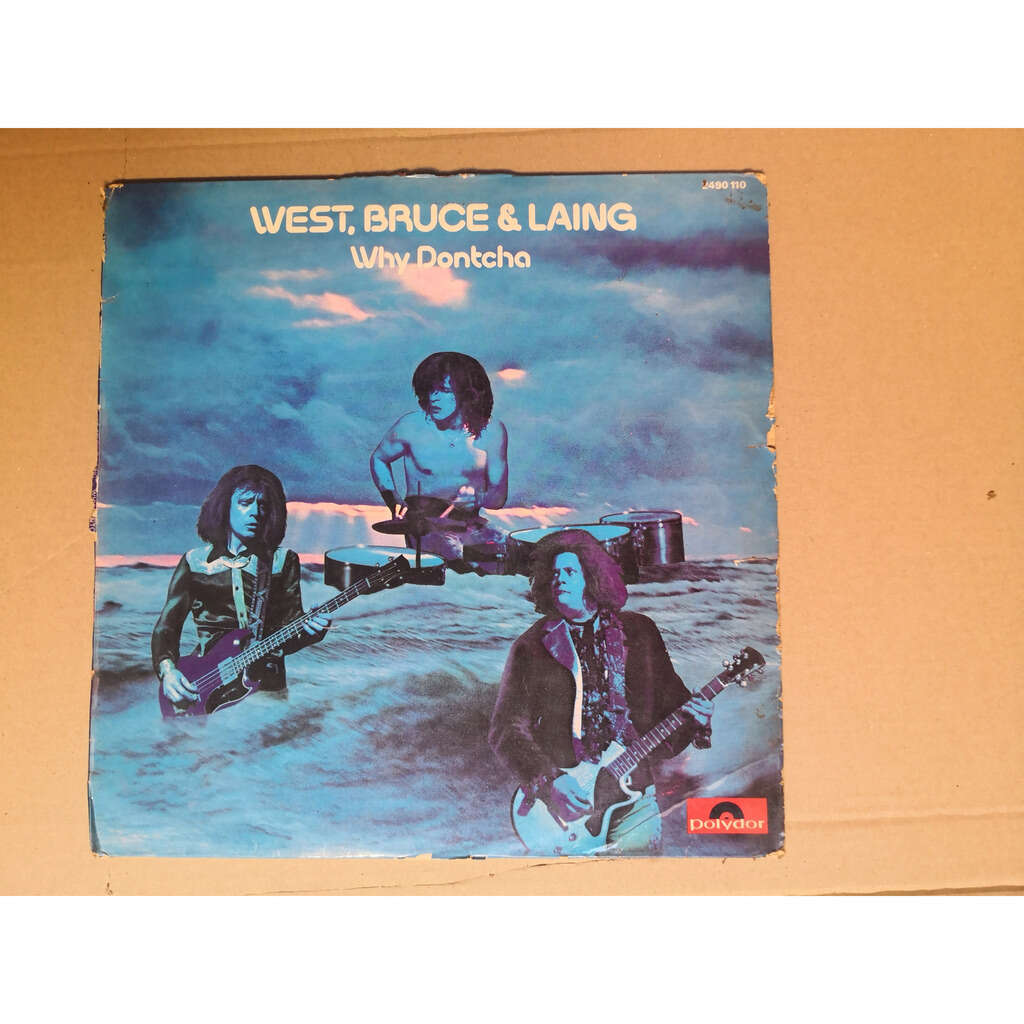 2490 110
WEST, BRUCE & LAING
Why Dontcha
polydor